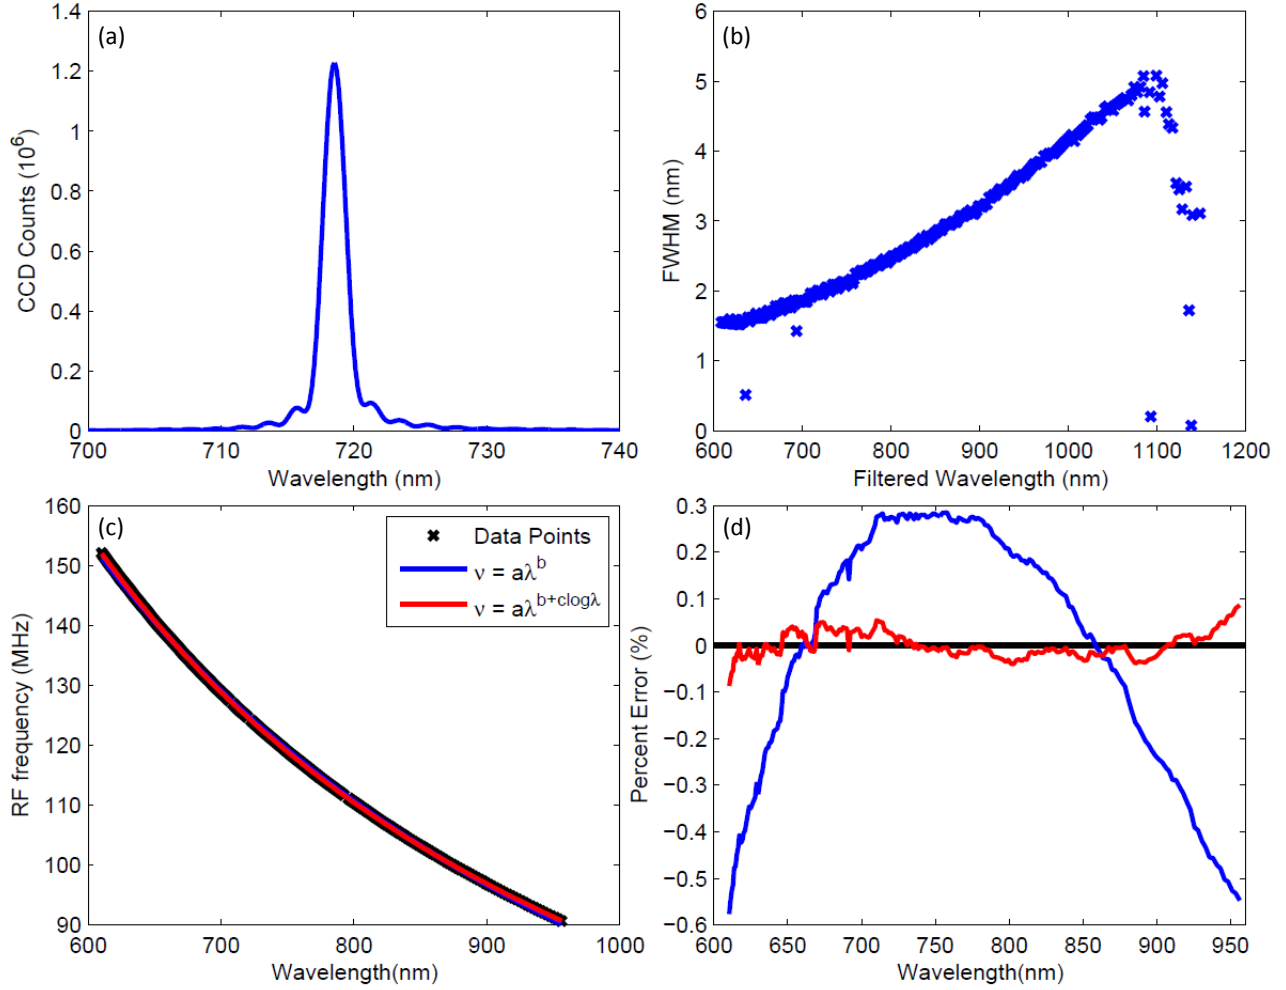 (a)
1.4
1.2
1
0.8
0.6
0.4
0.2
0
CCD Counts (10⁶)
700 710 720 730 740
Wavelength (nm)
(b)
6
5
4
3
2
1
0
FWHM (nm)
600 700 800 900 1000 1100 1200
Filtered Wavelength (nm)
(c)
160
150
140
130
120
110
100
90
RF frequency (MHz)
Data Points
ν = aλᵇ
ν = aλ^b+clogλ
600 700 800 900 1000
Wavelength(nm)
(d)
0.3
0.2
0.1
0
-0.1
-0.2
-0.3
-0.4
-0.5
-0.6
Percent Error (%)
600 650 700 750 800 850 900 950
Wavelength(nm)